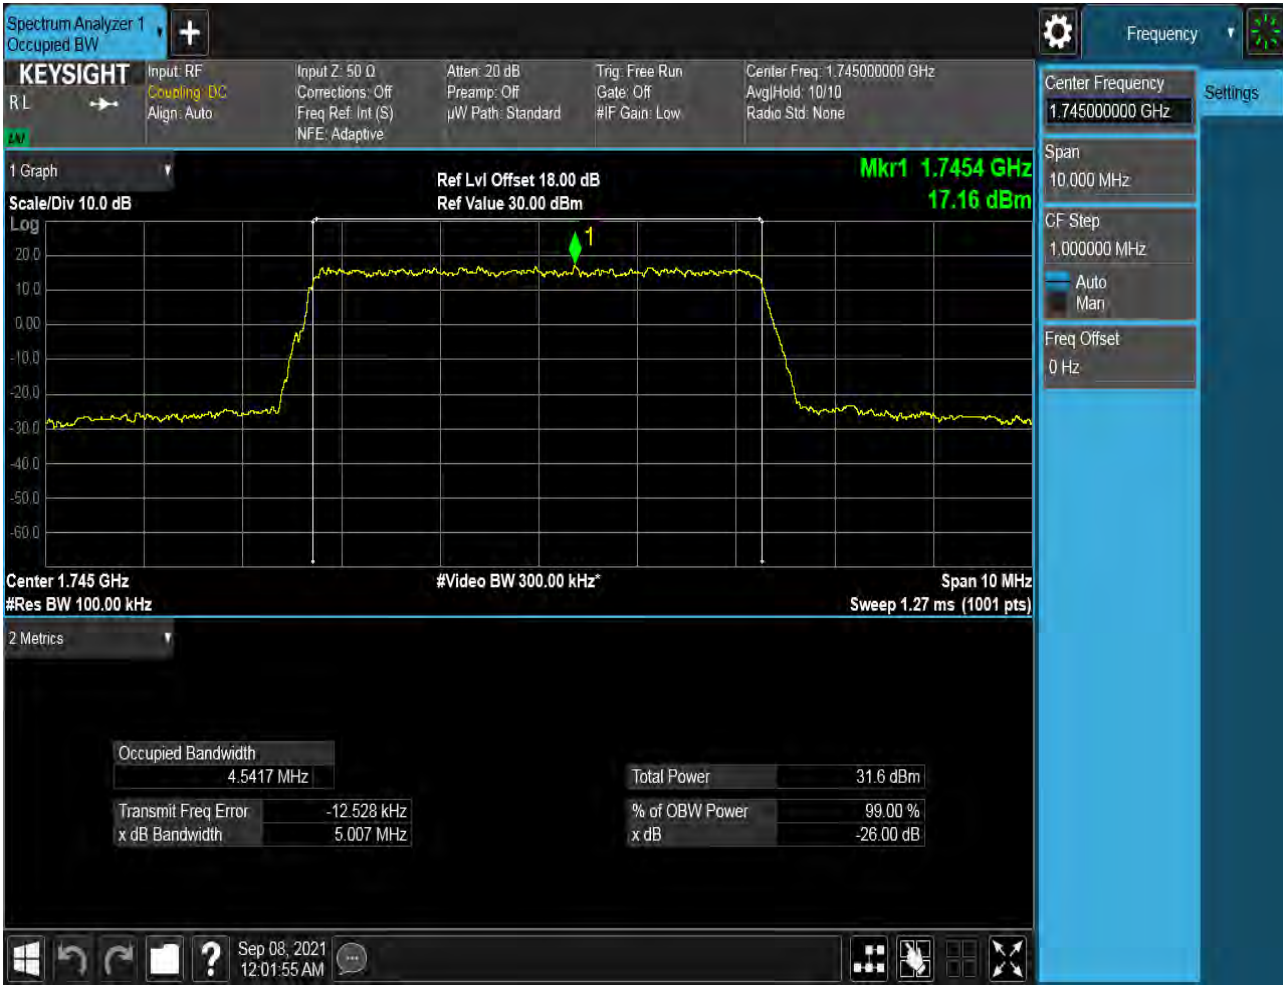 Spectrum Analyzer 1
Occupied BW
Frequency
KEYSIGHT
R L
LXI
Input: RF
Coupling: DC
Align: Auto
Input Z: 50 Ω
Corrections: Off
Freq Ref: Int (S)
NFE: Adaptive
Atten: 20 dB
Preamp: Off
µW Path: Standard
Trig: Free Run
Gate: Off
#IF Gain: Low
Center Freq: 1.745000000 GHz
Avg|Hold: 10/10
Radio Std: None
Center Frequency
1.745000000 GHz
Settings
Span
10.000 MHz
CF Step
1.000000 MHz
Auto
Man
Freq Offset
0 Hz
1 Graph
Scale/Div 10.0 dB
Ref Lvl Offset 18.00 dB
Ref Value 30.00 dBm
Mkr1 1.7454 GHz
17.16 dBm
Log
20.0
10.0
0.00
-10.0
-20.0
-30.0
-40.0
-50.0
-60.0
1
Center 1.745 GHz
#Res BW 100.00 kHz
#Video BW 300.00 kHz*
Span 10 MHz
Sweep 1.27 ms (1001 pts)
2 Metrics
Occupied Bandwidth
4.5417 MHz
Transmit Freq Error -12.528 kHz
x dB Bandwidth 5.007 MHz
Total Power 31.6 dBm
% of OBW Power 99.00 %
x dB -26.00 dB
Sep 08, 2021
12:01:55 AM